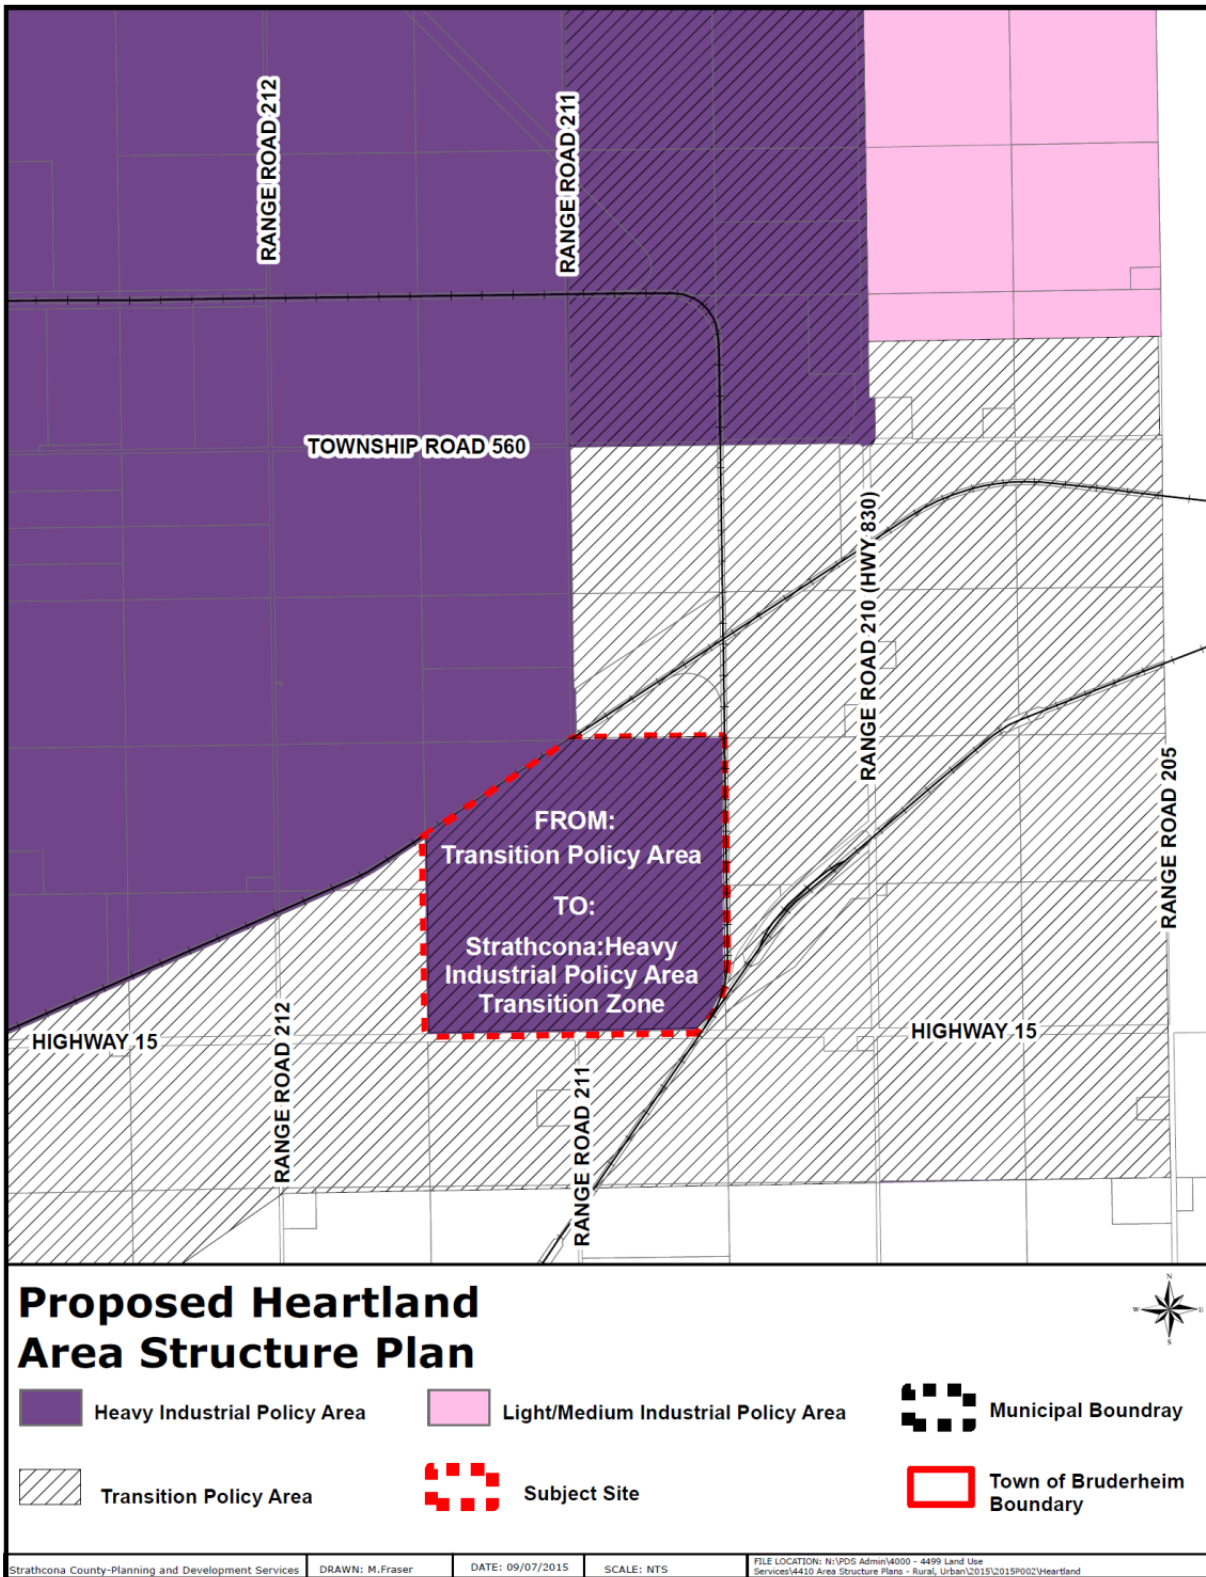 RANGE ROAD 212
RANGE ROAD 211
TOWNSHIP ROAD 560
RANGE ROAD 210 (HWY 830)
RANGE ROAD 205
FROM:
Transition Policy Area
TO:
Strathcona:Heavy
Industrial Policy Area
Transition Zone
HIGHWAY 15
HIGHWAY 15
RANGE ROAD 212
RANGE ROAD 211
Proposed Heartland
Area Structure Plan
N
W
E
S
Heavy Industrial Policy Area
Light/Medium Industrial Policy Area
Municipal Boundray
Transition Policy Area
Subject Site
Town of Bruderheim
Boundary
Strathcona County-Planning and Development Services
DRAWN: M.Fraser
DATE: 09/07/2015
SCALE: NTS
FILE LOCATION: N:\PDS Admin\4000 - 4499 Land Use
Services\4410 Area Structure Plans - Rural, Urban\2015\2015P002\Heartland